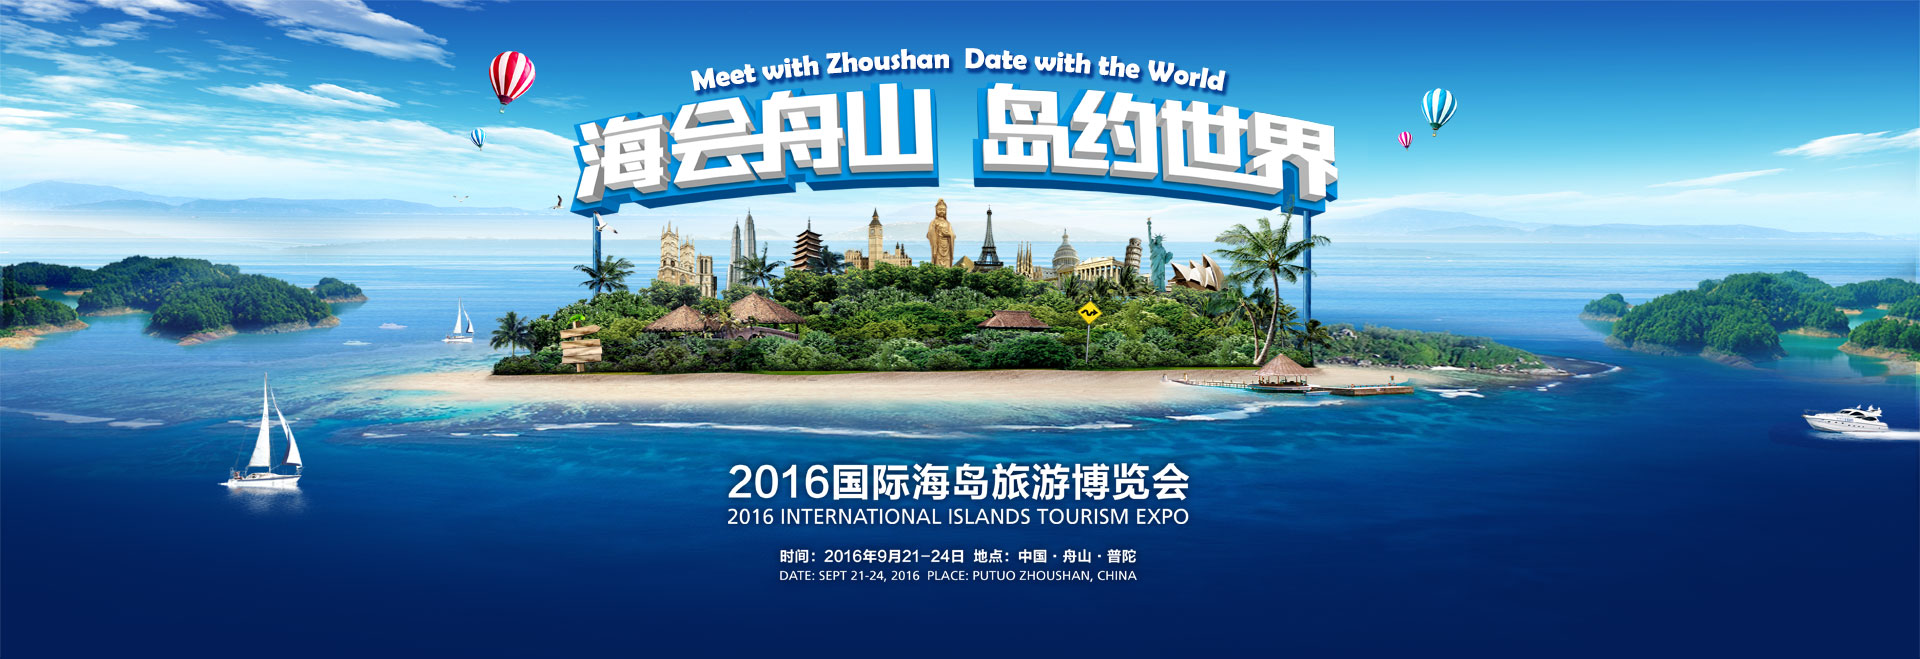 Meet with Zhoushan Date with the World
海会舟山 岛约世界
2016国际海岛旅游博览会
2016 INTERNATIONAL ISLANDS TOURISM EXPO
时间：2016年9月21-24日 地点：中国·舟山·普陀
DATE: SEPT 21-24, 2016 PLACE: PUTUO ZHOUSHAN, CHINA